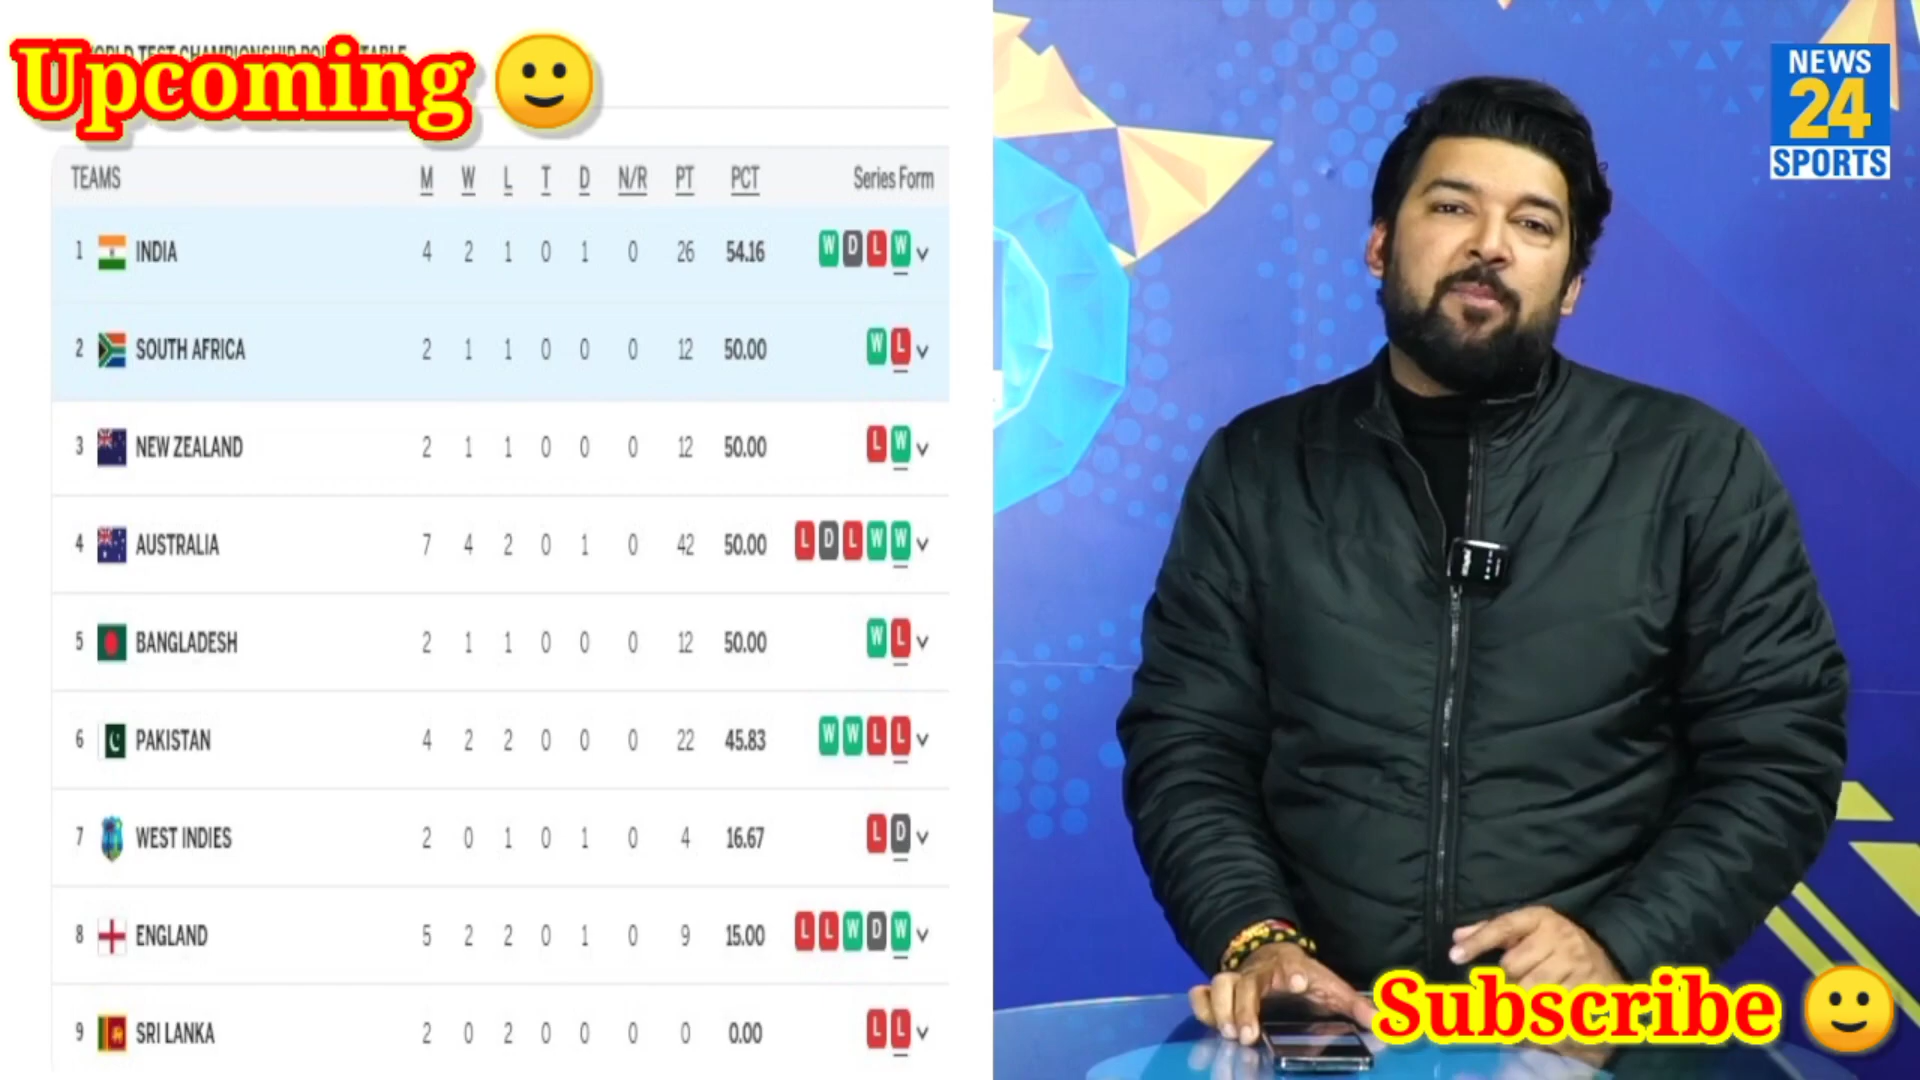 WORLD TEST CHAMPIONSHIP POINTS TABLE
Upcoming
TEAMS M W L T D N/R PT PCT Series Form
1 INDIA 4 2 1 0 1 0 26 54.16 W D L W
2 SOUTH AFRICA 2 1 1 0 0 0 12 50.00 W L
3 NEW ZEALAND 2 1 1 0 0 0 12 50.00 L W
4 AUSTRALIA 7 4 2 0 1 0 42 50.00 L D L W W
5 BANGLADESH 2 1 1 0 0 0 12 50.00 W L
6 PAKISTAN 4 2 2 0 0 0 22 45.83 W W L L
7 WEST INDIES 2 0 1 0 1 0 4 16.67 L D
8 ENGLAND 5 2 2 0 1 0 9 15.00 L L W D W
9 SRI LANKA 2 0 2 0 0 0 0 0.00 L L
NEWS
24
SPORTS
Subscribe